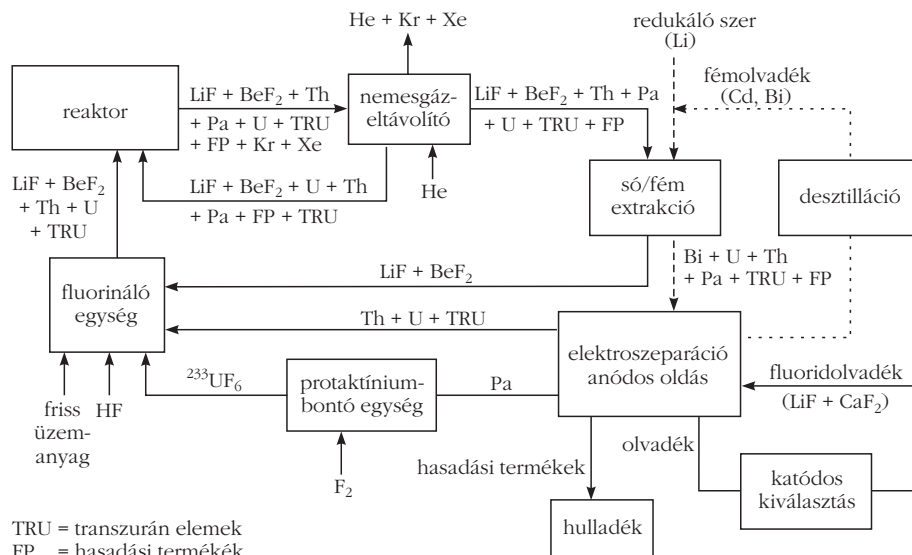 He + Kr + Xe
redukáló szer
(Li)
reaktor
LiF + BeF₂ + Th
+ Pa + U + TRU
+ FP + Kr + Xe
nemesgáz-
eltávolító
LiF + BeF₂ + Th + Pa
+ U + TRU + FP
fémolvadék
(Cd, Bi)
LiF + BeF₂
+ Th + U
+ TRU
LiF + BeF₂ + U + Th
+ Pa + FP + TRU
He
só/fém
extrakció
desztilláció
Bi + U + Th
+ Pa + TRU + FP
LiF + BeF₂
fluorináló
egység
Th + U + TRU
elektroszeparáció
anódos oldás
fluoridolvadék
(LiF + CaF₂)
friss
üzem-
anyag
HF
²³³UF₆
protaktínium-
bontó egység
Pa
F₂
hasadási termékek
olvadék
katódos
kiválasztás
hulladék
TRU = transzurán elemek
FP = hasadási termékék